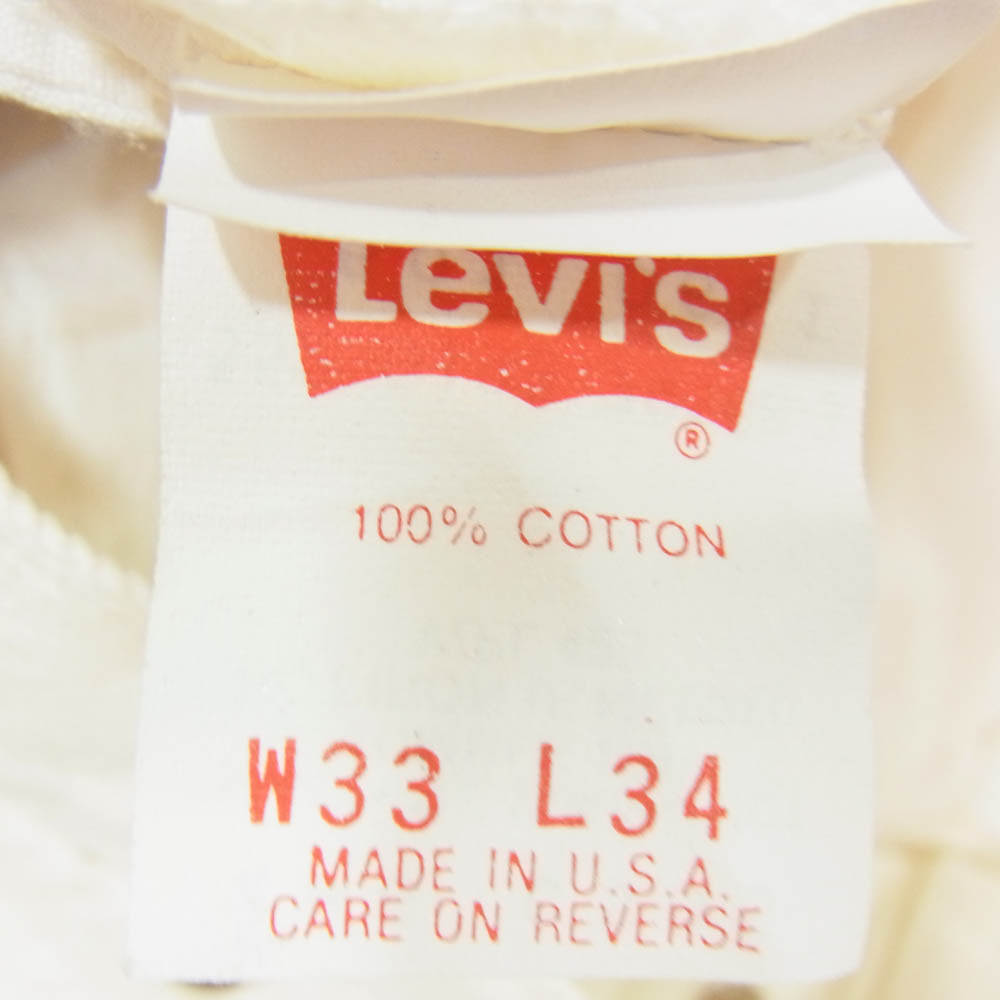 Levi's
®
100% COTTON
W33 L34
MADE IN U.S.A.
CARE ON REVERSE